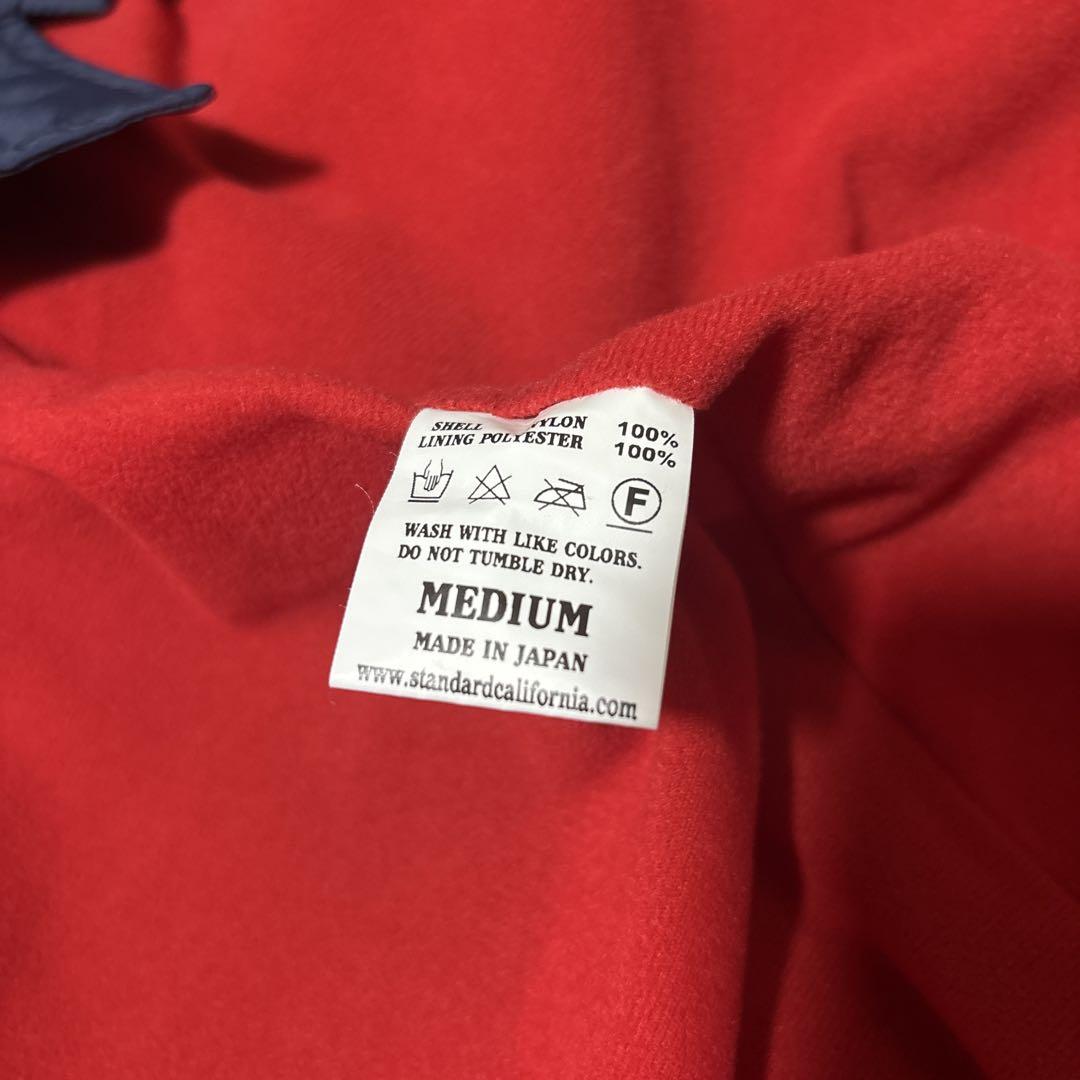 SHELL NYLON 100%
LINING POLYESTER 100%
F
WASH WITH LIKE COLORS.
DO NOT TUMBLE DRY.
MEDIUM
MADE IN JAPAN
www.standardcalifornia.com